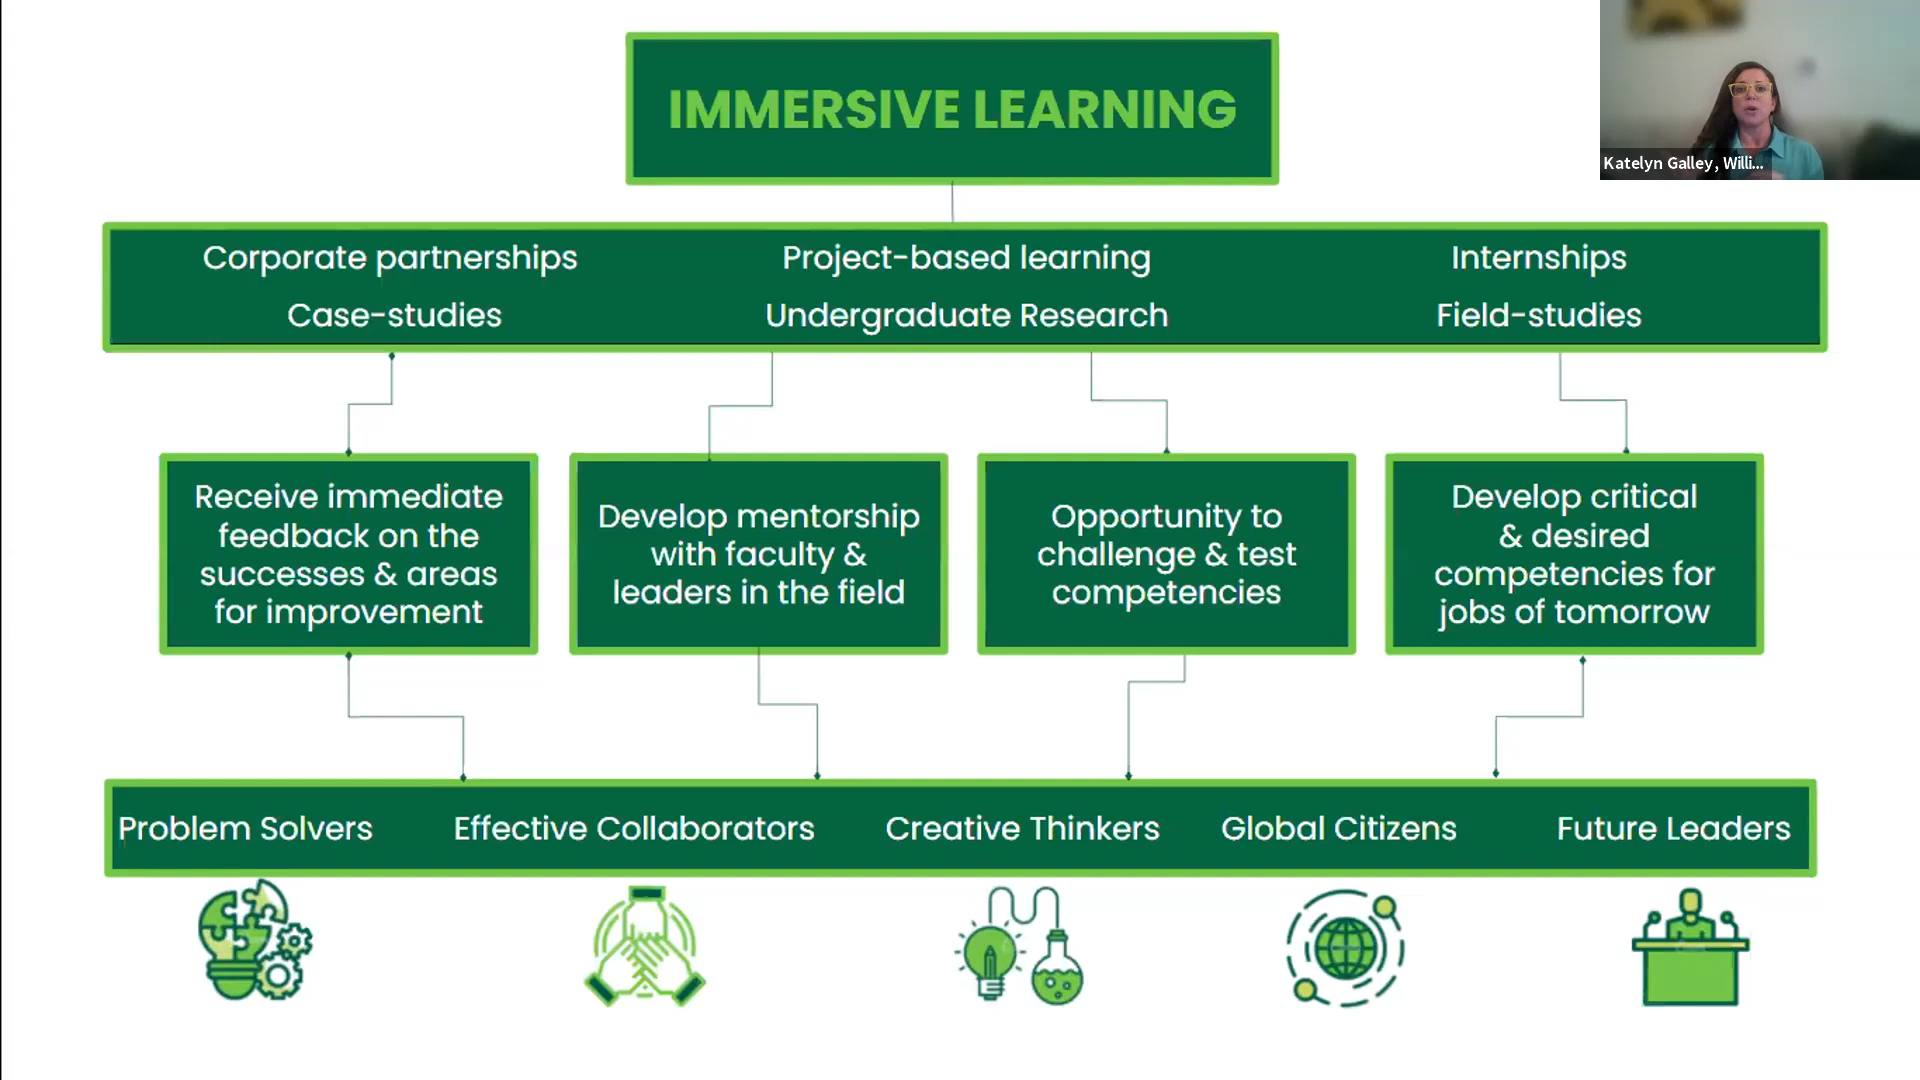 IMMERSIVE LEARNING
Katelyn Galley, Willi...
Corporate partnerships
Project-based learning
Internships
Case-studies
Undergraduate Research
Field-studies
Receive immediate
feedback on the
successes & areas
for improvement
Develop mentorship
with faculty &
leaders in the field
Opportunity to
challenge & test
competencies
Develop critical
& desired
competencies for
jobs of tomorrow
Problem Solvers
Effective Collaborators
Creative Thinkers
Global Citizens
Future Leaders